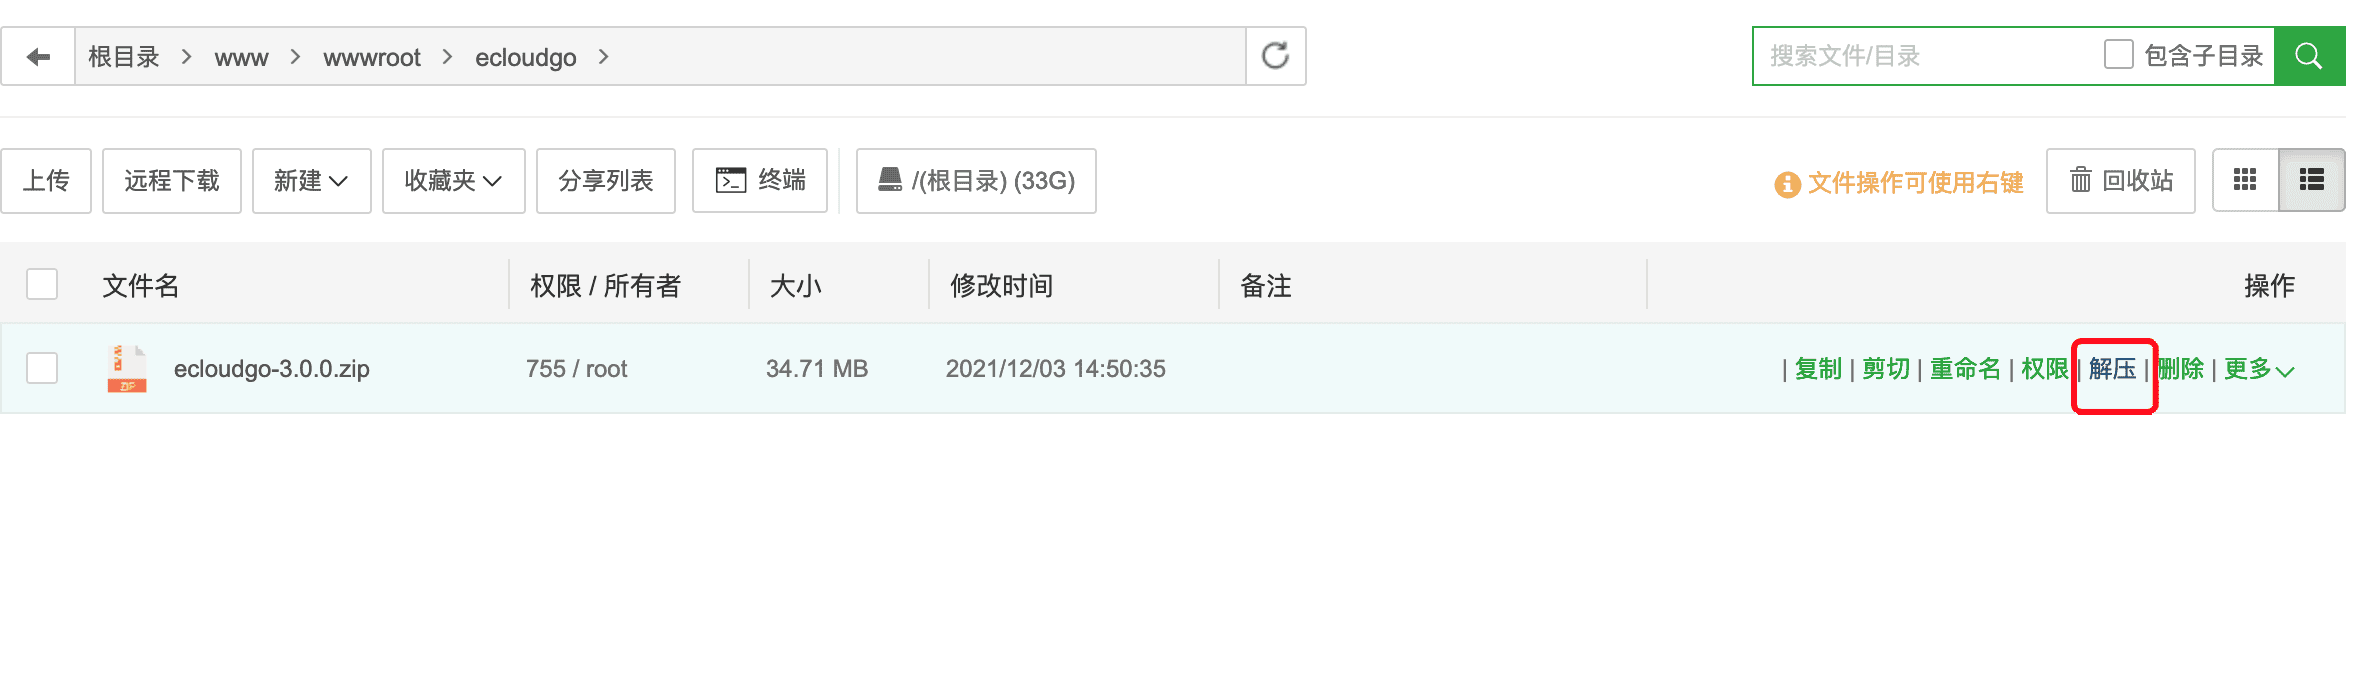 根目录 > www > wwwroot > ecloudgo >
搜索文件/目录 包含子目录
上传 远程下载 新建 收藏夹 分享列表 终端 /(根目录) (33G) 文件操作可使用右键 回收站
文件名 权限 / 所有者 大小 修改时间 备注 操作
ZIP ecloudgo-3.0.0.zip 755 / root 34.71 MB 2021/12/03 14:50:35 | 复制 | 剪切 | 重命名 | 权限 | 解压 | 删除 | 更多